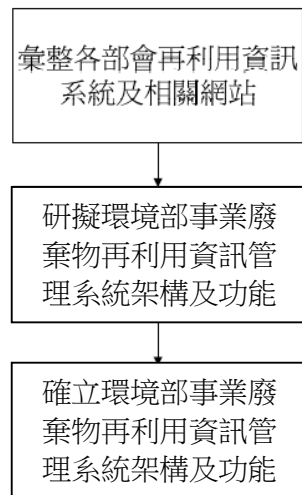 彙整各部會再利用資訊
系統及相關網站
研擬環境部事業廢
棄物再利用資訊管
理系統架構及功能
確立環境部事業廢
棄物再利用資訊管
理系統架構及功能